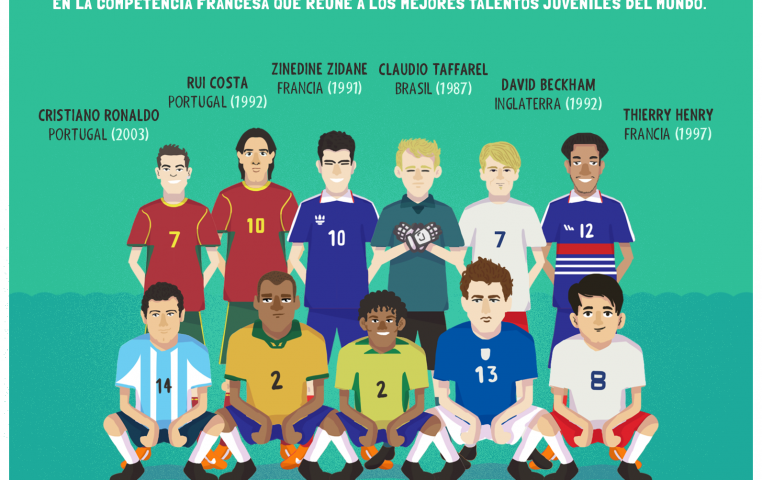 EN LA COMPETENCIA FRANCESA QUE REÚNE A LOS MEJORES TALENTOS JUVENILES DEL MUNDO.
ZINEDINE ZIDANE
FRANCIA (1991)
CLAUDIO TAFFAREL
BRASIL (1987)
RUI COSTA
PORTUGAL (1992)
DAVID BECKHAM
INGLATERRA (1992)
CRISTIANO RONALDO
PORTUGAL (2003)
THIERRY HENRY
FRANCIA (1997)
7
10
10
7
12
14
2
2
13
8